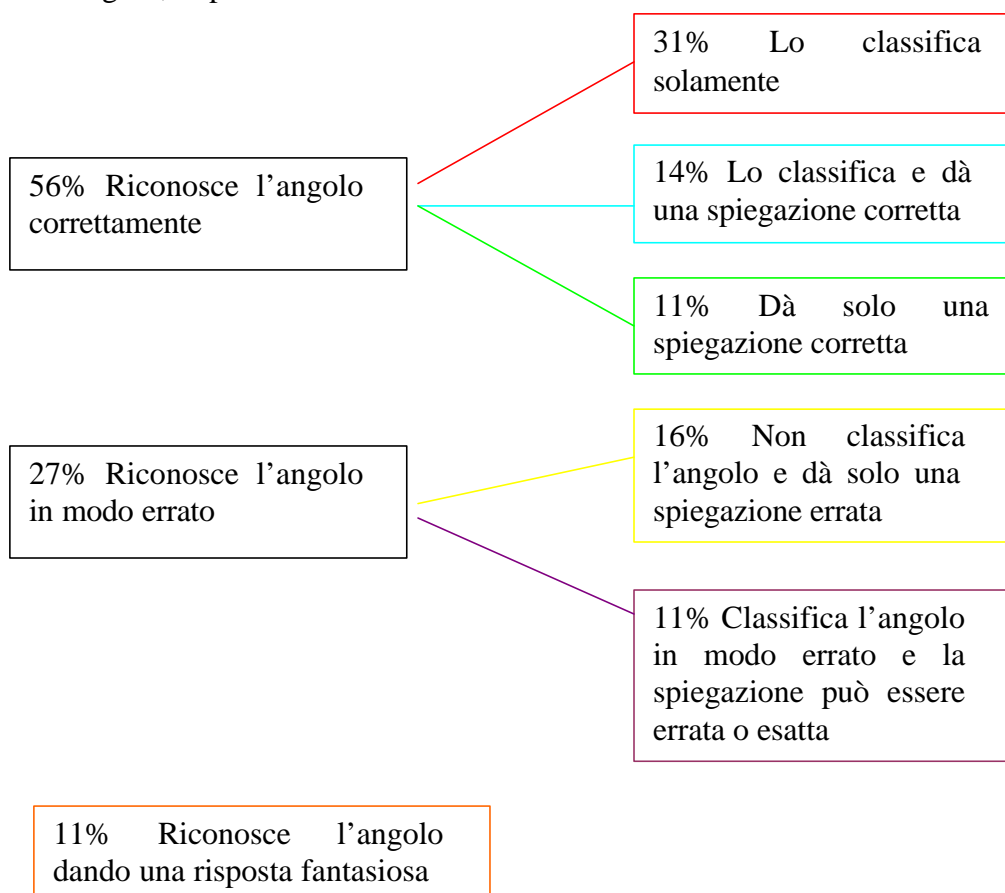 31% Lo classifica
solamente
56% Riconosce l’angolo
correttamente
14% Lo classifica e dà
una spiegazione corretta
11% Dà solo una
spiegazione corretta
27% Riconosce l’angolo
in modo errato
16% Non classifica
l’angolo e dà solo una
spiegazione errata
11% Classifica l’angolo
in modo errato e la
spiegazione può essere
errata o esatta
11% Riconosce l’angolo
dando una risposta fantasiosa